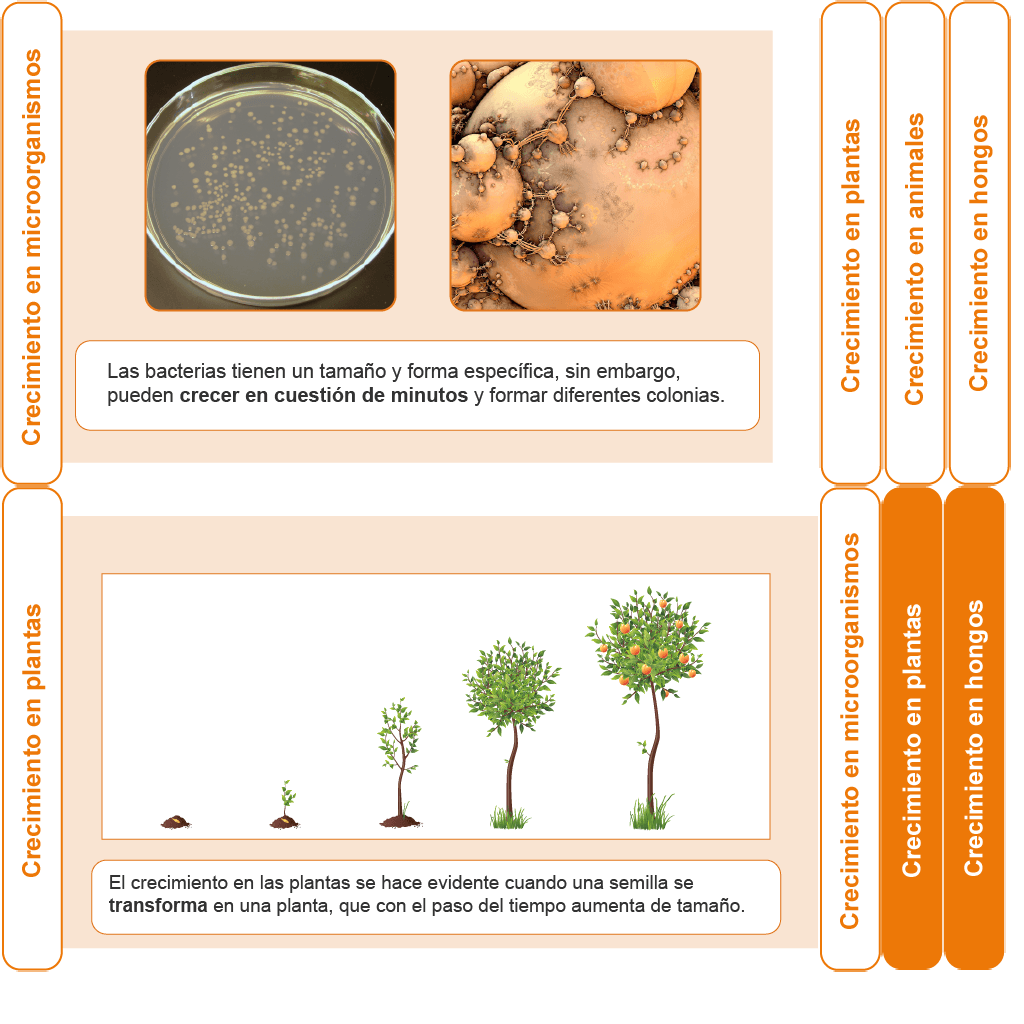 Crecimiento en microorganismos
Las bacterias tienen un tamaño y forma específica, sin embargo,
pueden crecer en cuestión de minutos y formar diferentes colonias.
Crecimiento en plantas
Crecimiento en animales
Crecimiento en hongos
Crecimiento en plantas
El crecimiento en las plantas se hace evidente cuando una semilla se
transforma en una planta, que con el paso del tiempo aumenta de tamaño.
Crecimiento en microorganismos
Crecimiento en plantas
Crecimiento en hongos